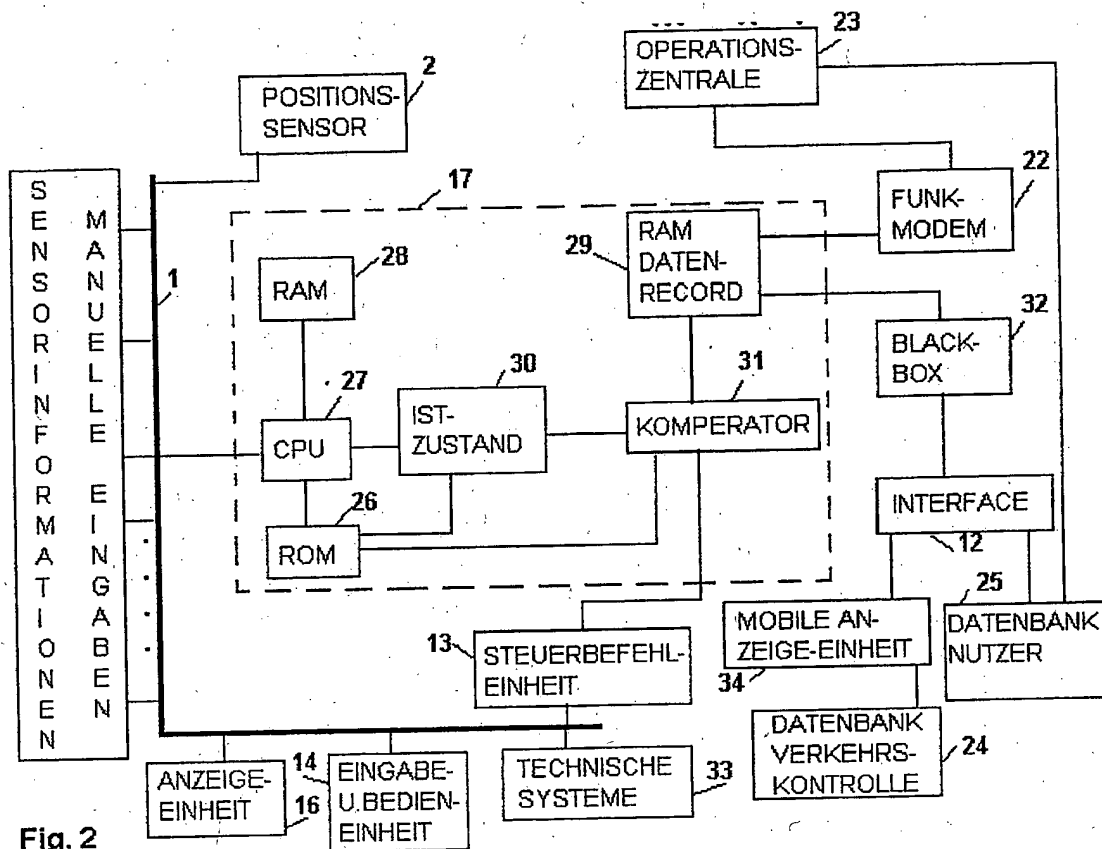 23
OPERATIONS-
ZENTRALE
2
POSITIONS-
SENSOR
SENSORINFORMATIONEN
MANUELLE EINGABEN
1
17
22
FUNK-
MODEM
28
RAM
29
RAM
DATEN-
RECORD
32
BLACK-
BOX
27
CPU
30
IST-
ZUSTAND
31
KOMPERATOR
26
ROM
INTERFACE
12
25
DATENBANK
NUTZER
13
STEUERBEFEHL-
EINHEIT
MOBILE AN-
ZEIGE-EINHEIT
34
DATENBANK
VERKEHRS-
KONTROLLE
24
ANZEIGE-
EINHEIT
16
14
EINGABE-
U.BEDIEN-
EINHEIT
TECHNISCHE
SYSTEME
33
Fig. 2